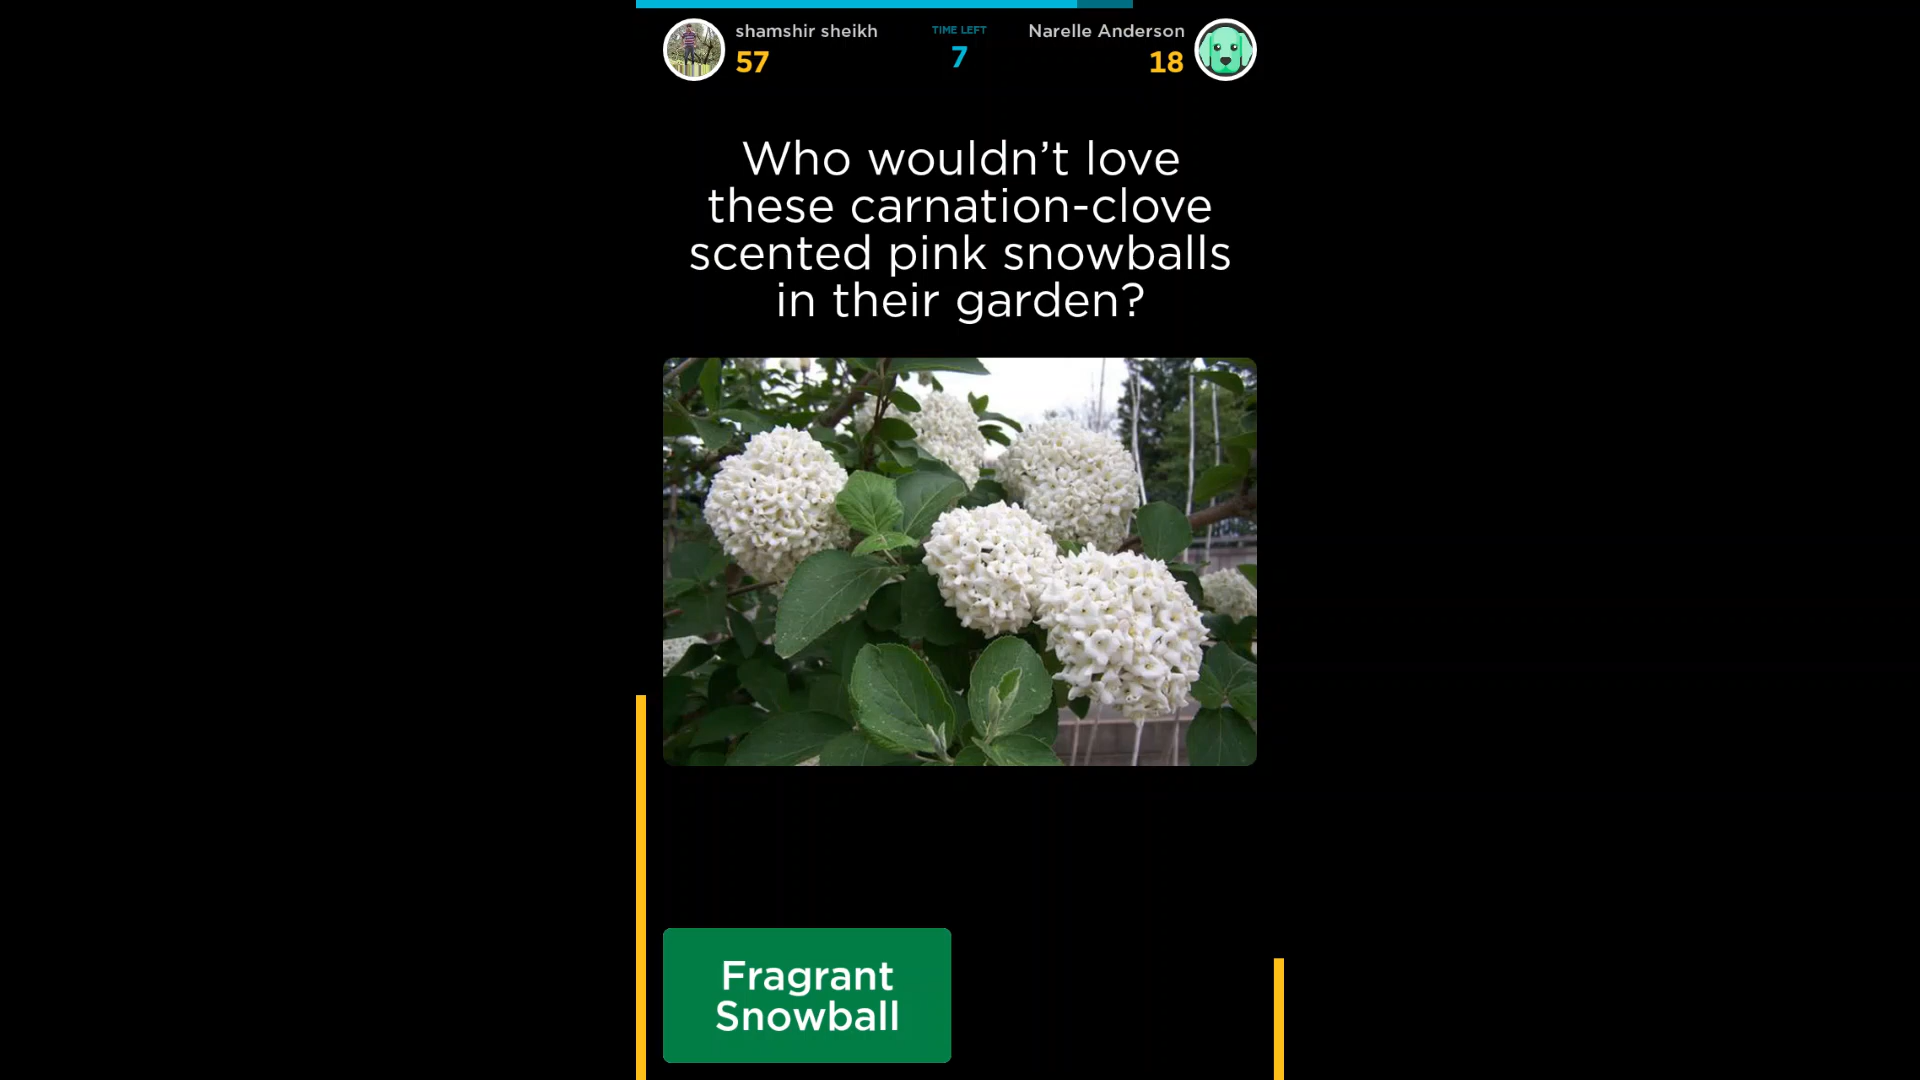 shamshir sheikh
57
TIME LEFT
7
Narelle Anderson
18
Who wouldn’t love
these carnation-clove
scented pink snowballs
in their garden?
Fragrant
Snowball